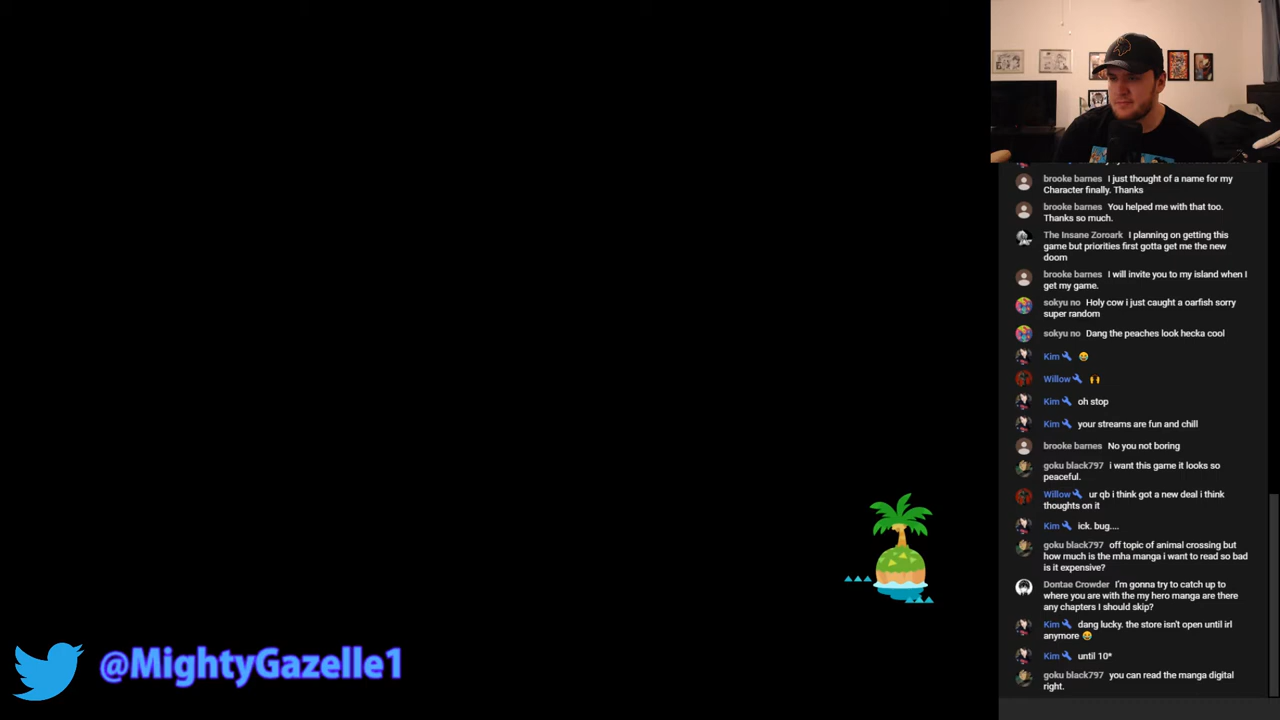 brooke barnes I just thought of a name for my
Character finally. Thanks
brooke barnes You helped me with that too.
Thanks so much.
The Insane Zoroark I planning on getting this
game but priorities first gotta get me the new
doom
brooke barnes I will invite you to my island when I
get my game.
sokyu no Holy cow i just caught a oarfish sorry
super random
sokyu no Dang the peaches look hecka cool
Kim 😆
Willow 🙌
Kim oh stop
Kim your streams are fun and chill
brooke barnes No you not boring
goku black797 i want this game it looks so
peaceful.
Willow ur qb i think got a new deal i think
thoughts on it
Kim ick. bug....
goku black797 off topic of animal crossing but
how much is the mha manga i want to read so bad
is it expensive?
Dontae Crowder I'm gonna try to catch up to
where you are with the my hero manga are there
any chapters I should skip?
Kim dang lucky. the store isn't open until irl
anymore 😆
Kim until 10*
goku black797 you can read the manga digital
right.
@MightyGazelle1